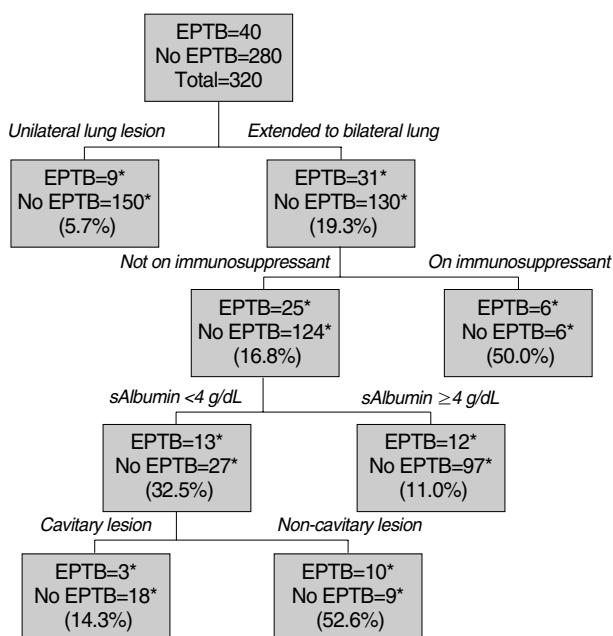 EPTB=40
No EPTB=280
Total=320
Unilateral lung lesion
Extended to bilateral lung
EPTB=9*
No EPTB=150*
(5.7%)
EPTB=31*
No EPTB=130*
(19.3%)
Not on immunosuppressant
On immunosuppressant
EPTB=25*
No EPTB=124*
(16.8%)
EPTB=6*
No EPTB=6*
(50.0%)
sAlbumin <4 g/dL
sAlbumin ≥4 g/dL
EPTB=13*
No EPTB=27*
(32.5%)
EPTB=12*
No EPTB=97*
(11.0%)
Cavitary lesion
Non-cavitary lesion
EPTB=3*
No EPTB=18*
(14.3%)
EPTB=10*
No EPTB=9*
(52.6%)